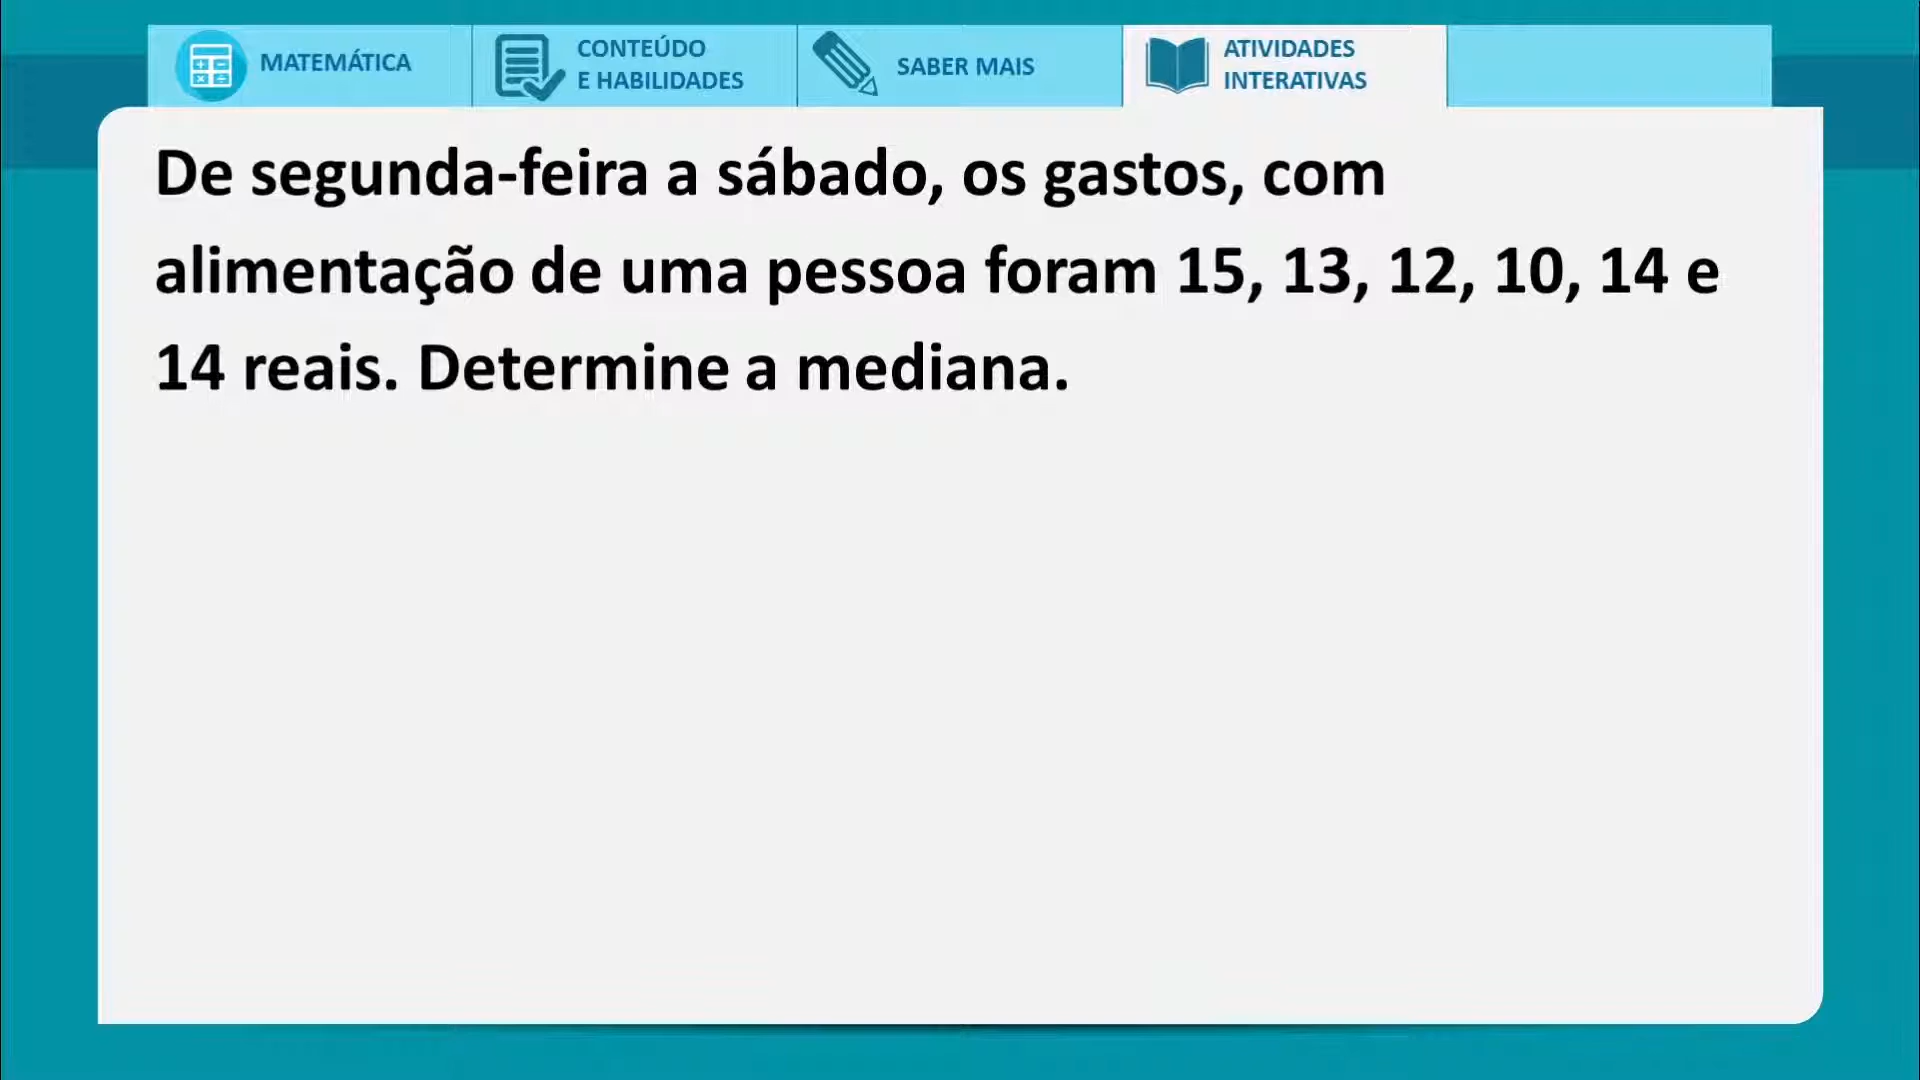 MATEMÁTICA
CONTEÚDO
E HABILIDADES
SABER MAIS
ATIVIDADES
INTERATIVAS
De segunda-feira a sábado, os gastos, com
alimentação de uma pessoa foram 15, 13, 12, 10, 14 e
14 reais. Determine a mediana.